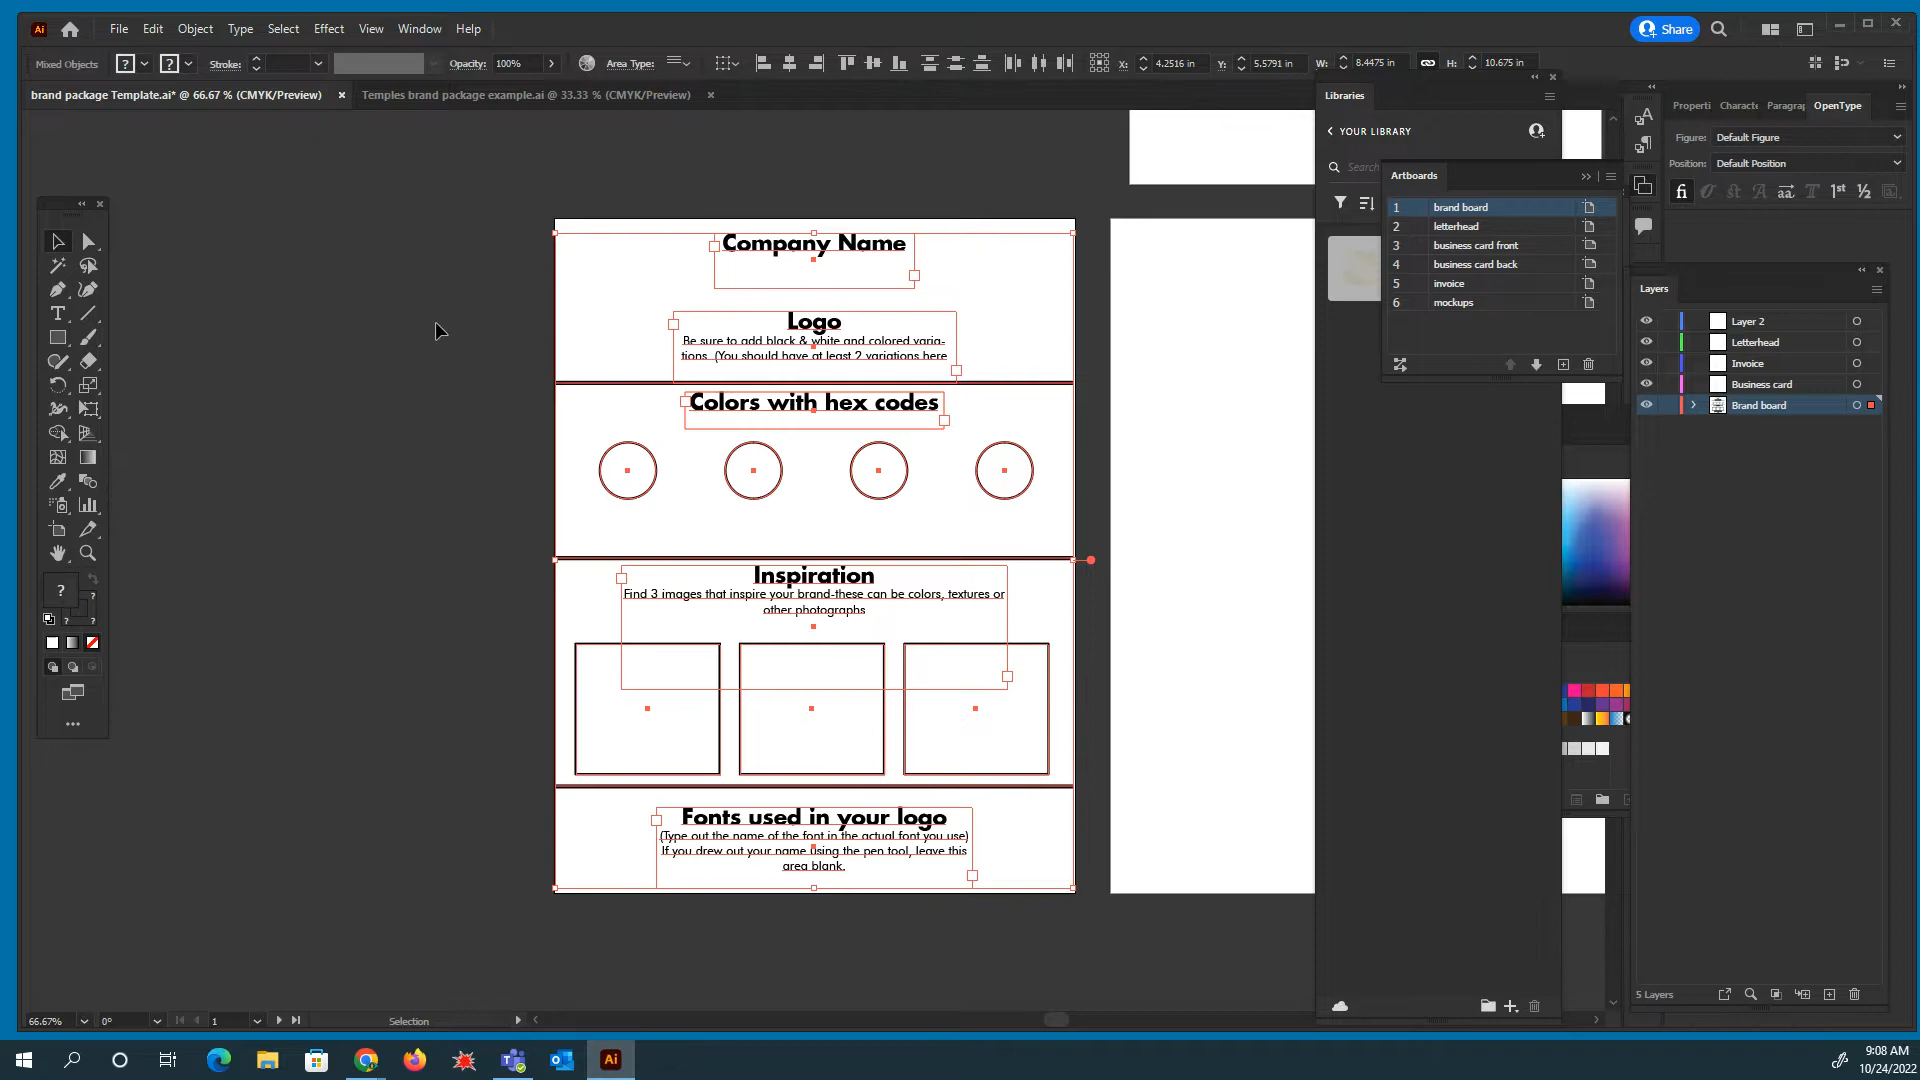 Ai File Edit Object Type Select Effect View Window Help Share
Mixed Objects ? ? Stroke: Opacity: 100% Area Type: X: 4.2516 in Y: 5.5791 in W: 8.4475 in H: 10.675 in
brand package Template.ai* @ 66.67 % (CMYK/Preview) Temples brand package example.ai @ 33.33 % (CMYK/Preview)
Libraries
YOUR LIBRARY
Search
Artboards
1 brand board
2 letterhead
3 business card front
4 business card back
5 invoice
6 mockups
Properti Characte Paragraj OpenType
Figure: Default Figure
Position: Default Position
Layers
Layer 2
Letterhead
Invoice
Business card
Brand board
5 Layers
Company Name
Logo
Be sure to add black & white and colored varia-
tions (You should have at least 2 variations here
Colors with hex codes
Inspiration
Find 3 images that inspire your brand-these can be colors, textures or
other photographs
Fonts used in your logo
(Type out the name of the font in the actual font you use)
If you drew out your name using the pen tool, leave this
area blank.
66.67% 0° 1 Selection
9:08 AM
10/24/2022